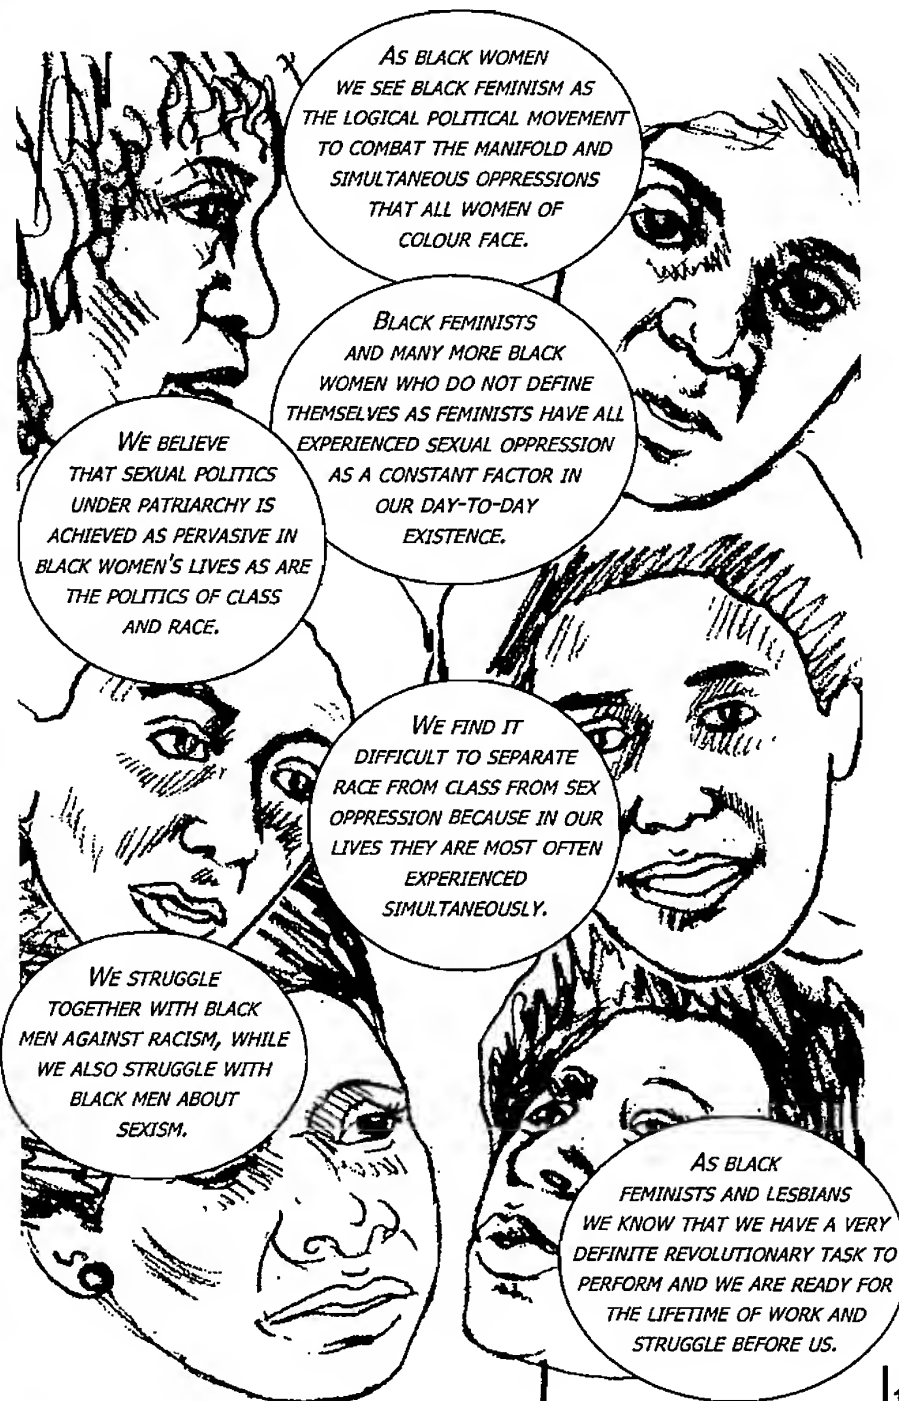 AS BLACK WOMEN
WE SEE BLACK FEMINISM AS
THE LOGICAL POLITICAL MOVEMENT
TO COMBAT THE MANIFOLD AND
SIMULTANEOUS OPPRESSIONS
THAT ALL WOMEN OF
COLOUR FACE.
BLACK FEMINISTS
AND MANY MORE BLACK
WOMEN WHO DO NOT DEFINE
THEMSELVES AS FEMINISTS HAVE ALL
EXPERIENCED SEXUAL OPPRESSION
AS A CONSTANT FACTOR IN
OUR DAY-TO-DAY
EXISTENCE.
WE BELIEVE
THAT SEXUAL POLITICS
UNDER PATRIARCHY IS
ACHIEVED AS PERVASIVE IN
BLACK WOMEN'S LIVES AS ARE
THE POLITICS OF CLASS
AND RACE.
WE FIND IT
DIFFICULT TO SEPARATE
RACE FROM CLASS FROM SEX
OPPRESSION BECAUSE IN OUR
LIVES THEY ARE MOST OFTEN
EXPERIENCED
SIMULTANEOUSLY.
WE STRUGGLE
TOGETHER WITH BLACK
MEN AGAINST RACISM, WHILE
WE ALSO STRUGGLE WITH
BLACK MEN ABOUT
SEXISM.
AS BLACK
FEMINISTS AND LESBIANS
WE KNOW THAT WE HAVE A VERY
DEFINITE REVOLUTIONARY TASK TO
PERFORM AND WE ARE READY FOR
THE LIFETIME OF WORK AND
STRUGGLE BEFORE US.